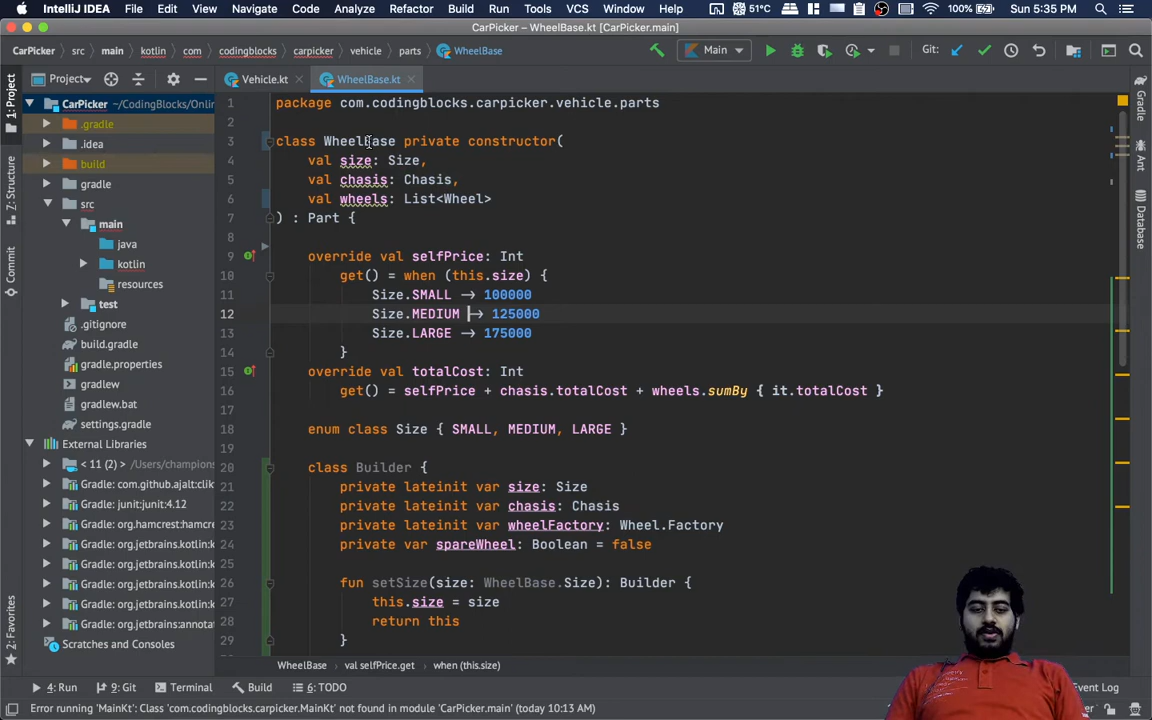 IntelliJ IDEA File Edit View Navigate Code Analyze Refactor Build Run Tools VCS Window Help 51°C 100% Sun 5:35 PM
CarPicker – WheelBase.kt [CarPicker.main]
CarPicker src main kotlin com codingblocks carpicker vehicle parts WheelBase Main Git:
Project Vehicle.kt WheelBase.kt
1: Project
Z: Structure
Commit
2: Favorites
Gradle
Database
CarPicker ~/CodingBlocks/Onlin
.gradle
.idea
build
gradle
src
main
java
kotlin
resources
test
.gitignore
build.gradle
gradle.properties
gradlew
gradlew.bat
settings.gradle
External Libraries
< 11 (2) > /Users/champions
Gradle: com.github.ajalt:clik
Gradle: junit:junit:4.12
Gradle: org.hamcrest:hamcr
Gradle: org.jetbrains.kotlin:k
Gradle: org.jetbrains.kotlin:k
Gradle: org.jetbrains.kotlin:k
Gradle: org.jetbrains:annotat
Scratches and Consoles
1 package com.codingblocks.carpicker.vehicle.parts
2
3 class WheelBase private constructor(
4 val size: Size,
5 val chasis: Chasis,
6 val wheels: List<Wheel>
7 ) : Part {
8
9 override val selfPrice: Int
10 get() = when (this.size) {
11 Size.SMALL -> 100000
12 Size.MEDIUM -> 125000
13 Size.LARGE -> 175000
14 }
15 override val totalCost: Int
16 get() = selfPrice + chasis.totalCost + wheels.sumBy { it.totalCost }
17
18 enum class Size { SMALL, MEDIUM, LARGE }
19
20 class Builder {
21 private lateinit var size: Size
22 private lateinit var chasis: Chasis
23 private lateinit var wheelFactory: Wheel.Factory
24 private var spareWheel: Boolean = false
25
26 fun setSize(size: WheelBase.Size): Builder {
27 this.size = size
28 return this
29 }
WheelBase val selfPrice.get when (this.size)
4: Run 9: Git Terminal Build 6: TODO Event Log
Error running 'MainKt': Class 'com.codingblocks.carpicker.MainKt' not found in module 'CarPicker.main' (today 10:13 AM)